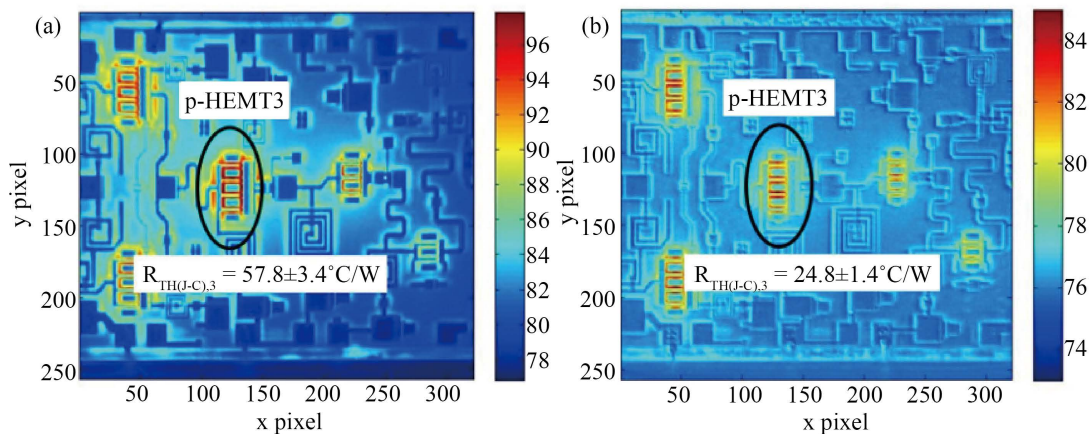 (a)
p-HEMT3
R_TH(J-C),3 = 57.8±3.4˚C/W
50
100
150
200
250
y pixel
50 100 150 200 250 300
x pixel
96
94
92
90
88
86
84
82
80
78
(b)
p-HEMT3
R_TH(J-C),3 = 24.8±1.4˚C/W
50
100
150
200
250
y pixel
50 100 150 200 250 300
x pixel
84
82
80
78
76
74